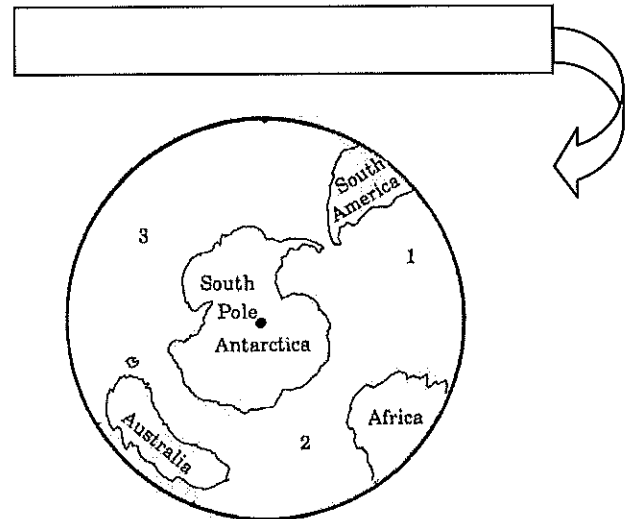 South
America
3
1
South
Pole
Antarctica
Africa
Australia
2